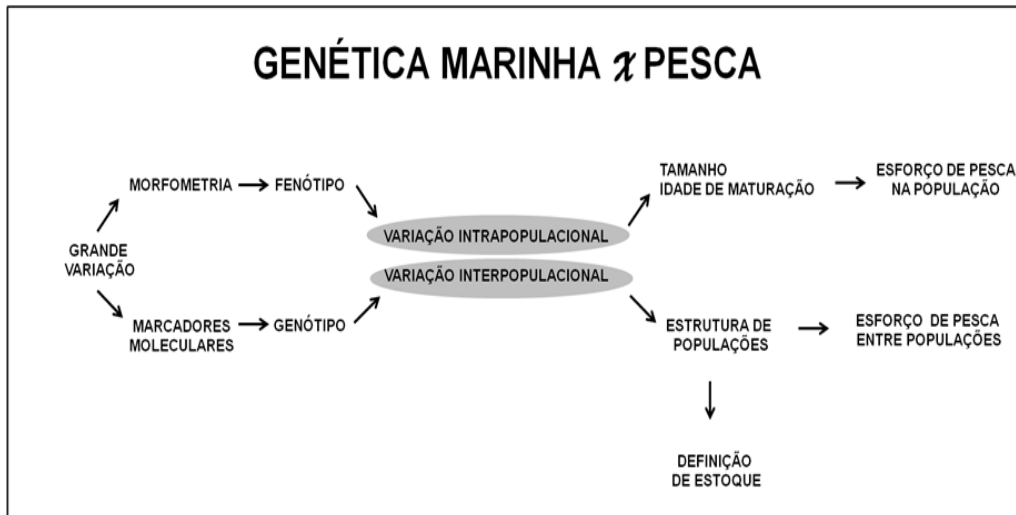 GENÉTICA MARINHA x PESCA
MORFOMETRIA
FENÓTIPO
TAMANHO
IDADE DE MATURAÇÃO
ESFORÇO DE PESCA
NA POPULAÇÃO
VARIAÇÃO INTRAPOPULACIONAL
GRANDE
VARIAÇÃO
VARIAÇÃO INTERPOPULACIONAL
MARCADORES
MOLECULARES
GENÓTIPO
ESTRUTURA DE
POPULAÇÕES
ESFORÇO DE PESCA
ENTRE POPULAÇÕES
DEFINIÇÃO
DE ESTOQUE